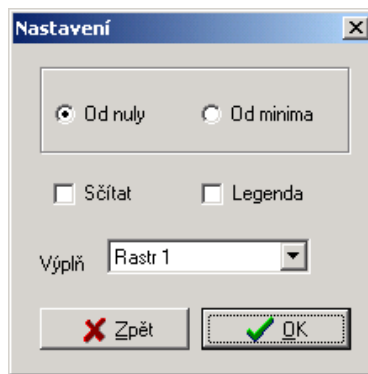 Nastavení
Od nuly Od minima
Sčítat Legenda
Výplň Rastr 1
Zpět OK